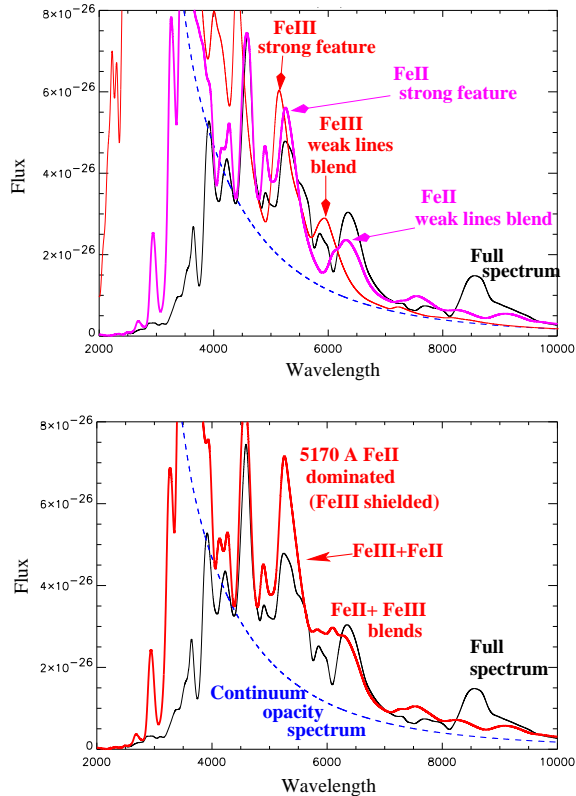 8×10⁻²⁶
FeIII
strong feature
FeII
strong feature
6×10⁻²⁶
FeIII
weak lines
blend
Flux
4×10⁻²⁶
FeII
weak lines blend
2×10⁻²⁶
Full
spectrum
0
2000 4000 6000 8000 10000
Wavelength
8×10⁻²⁶
5170 A FeII
dominated
(FeIII shielded)
6×10⁻²⁶
FeIII+FeII
Flux
4×10⁻²⁶
FeII+ FeIII
blends
Full
spectrum
2×10⁻²⁶
Continuum
opacity
spectrum
0
2000 4000 6000 8000 10000
Wavelength